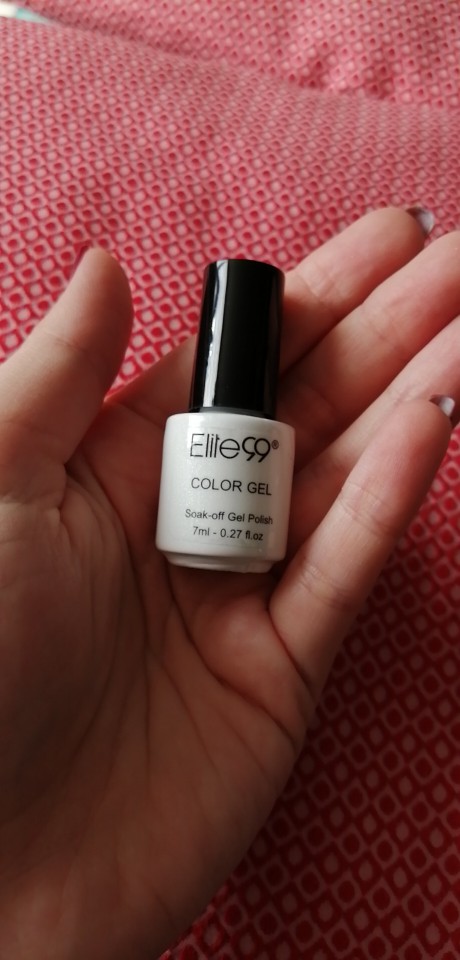 Elite99®
COLOR GEL
Soak-off Gel Polish
7ml - 0.27 fl.oz